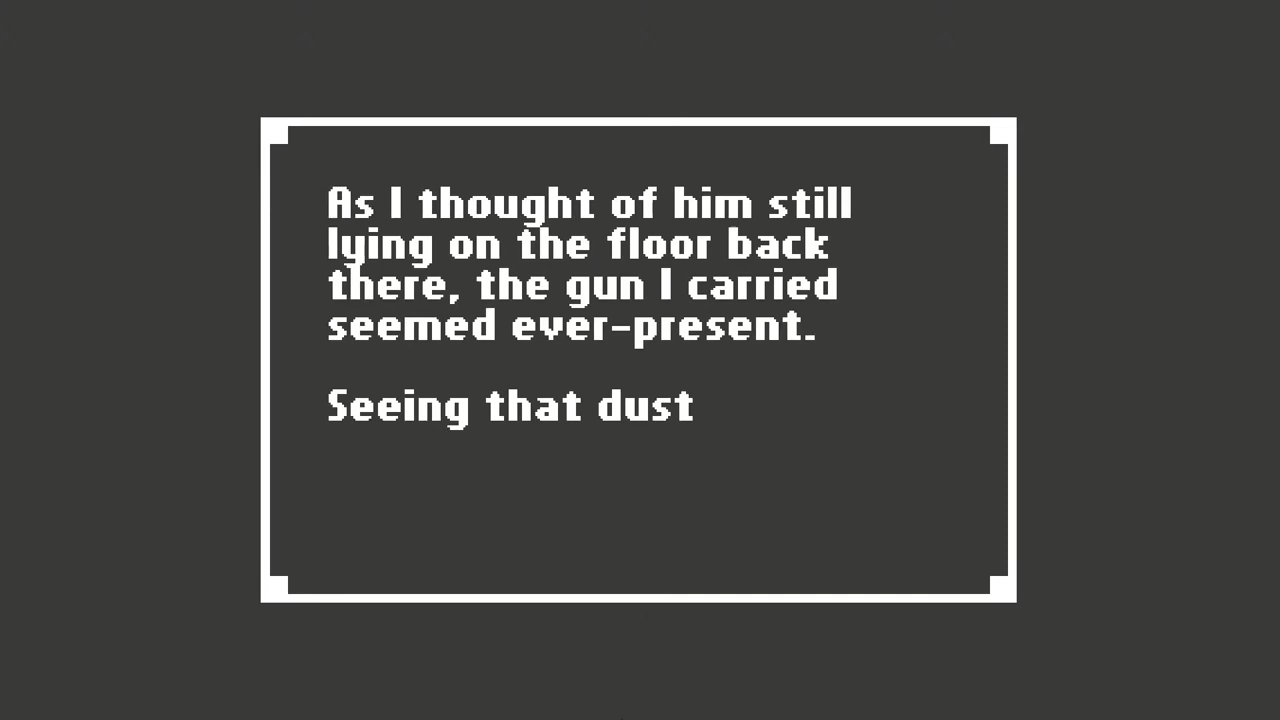 As I thought of him still
lying on the floor back
there, the gun I carried
seemed ever-present.
Seeing that dust